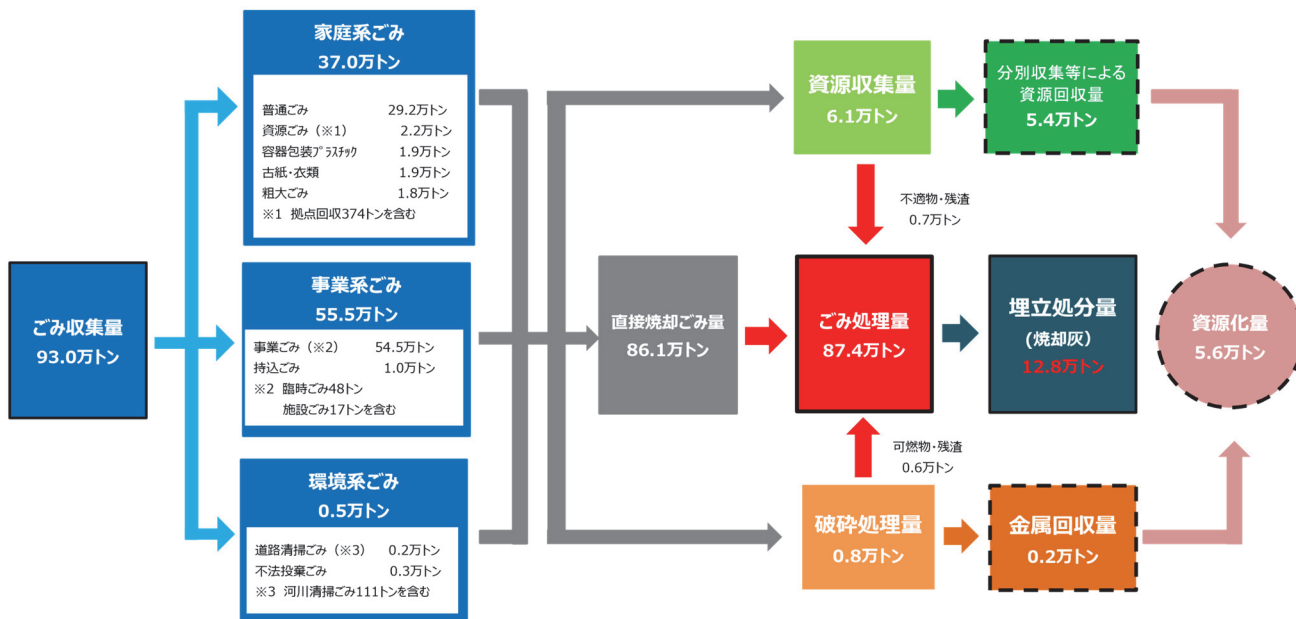 ごみ収集量
93.0万トン
家庭系ごみ
37.0万トン
普通ごみ 29.2万トン
資源ごみ（※1） 2.2万トン
容器包装ﾌﾟﾗｽﾁｯｸ 1.9万トン
古紙・衣類 1.9万トン
粗大ごみ 1.8万トン
※1 拠点回収374トンを含む
事業系ごみ
55.5万トン
事業ごみ（※2） 54.5万トン
持込ごみ 1.0万トン
※2 臨時ごみ48トン
施設ごみ17トンを含む
環境系ごみ
0.5万トン
道路清掃ごみ（※3） 0.2万トン
不法投棄ごみ 0.3万トン
※3 河川清掃ごみ111トンを含む
直接焼却ごみ量
86.1万トン
資源収集量
6.1万トン
不適物・残渣
0.7万トン
ごみ処理量
87.4万トン
可燃物・残渣
0.6万トン
破砕処理量
0.8万トン
分別収集等による
資源回収量
5.4万トン
埋立処分量
(焼却灰)
12.8万トン
金属回収量
0.2万トン
資源化量
5.6万トン